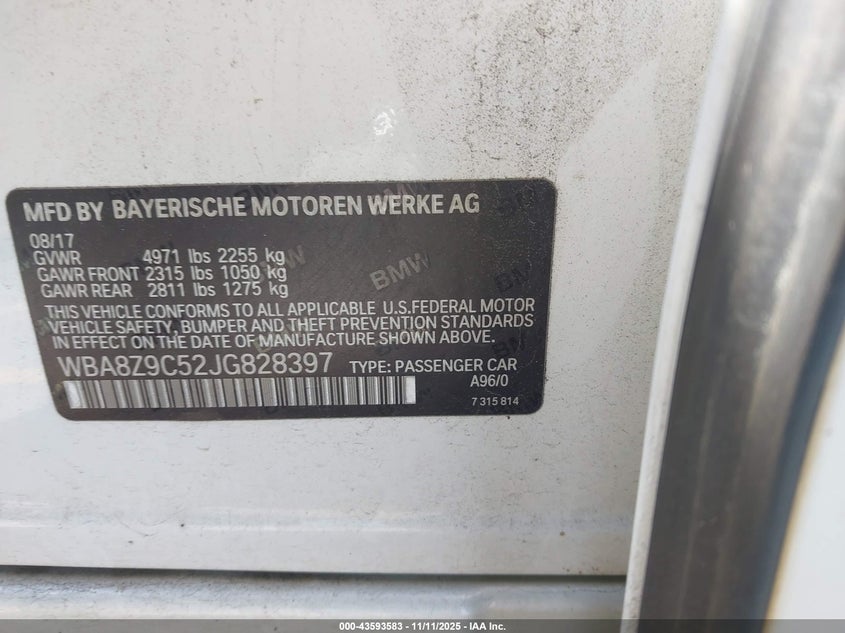 MFD BY BAYERISCHE MOTOREN WERKE AG
08/17
GVWR 4971 lbs 2255 kg
GAWR FRONT 2315 lbs 1050 kg
GAWR REAR 2811 lbs 1275 kg
THIS VEHICLE CONFORMS TO ALL APPLICABLE U.S.FEDERAL MOTOR
VEHICLE SAFETY, BUMPER AND THEFT PREVENTION STANDARDS
IN EFFECT ON THE DATE OF MANUFACTURE SHOWN ABOVE.
WBA8Z9C52JG828397 TYPE: PASSENGER CAR
A96/0
7 315 814
BMW
000-43593583 - 11/11/2025 - IAA Inc.